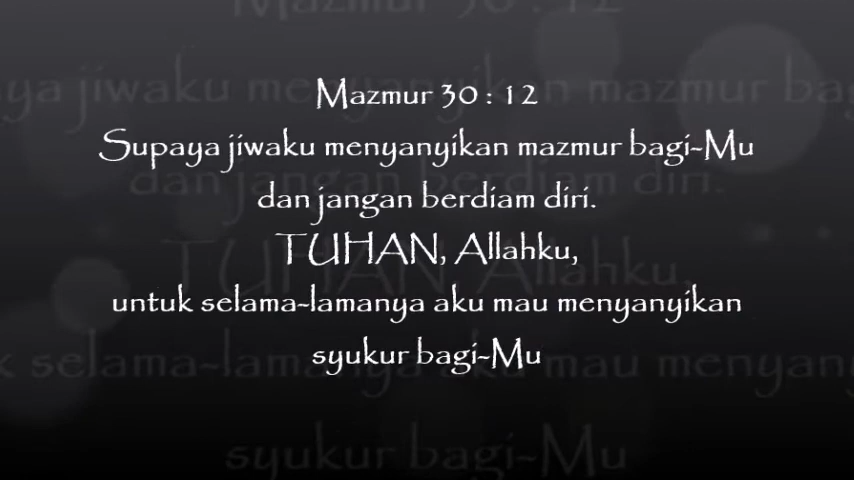 Mazmur 30 : 12
Supaya jiwaku menyanyikan mazmur bagi-Mu
dan jangan berdiam diri.
TUHAN, Allahku,
untuk selama-lamanya aku mau menyanyikan
syukur bagi-Mu